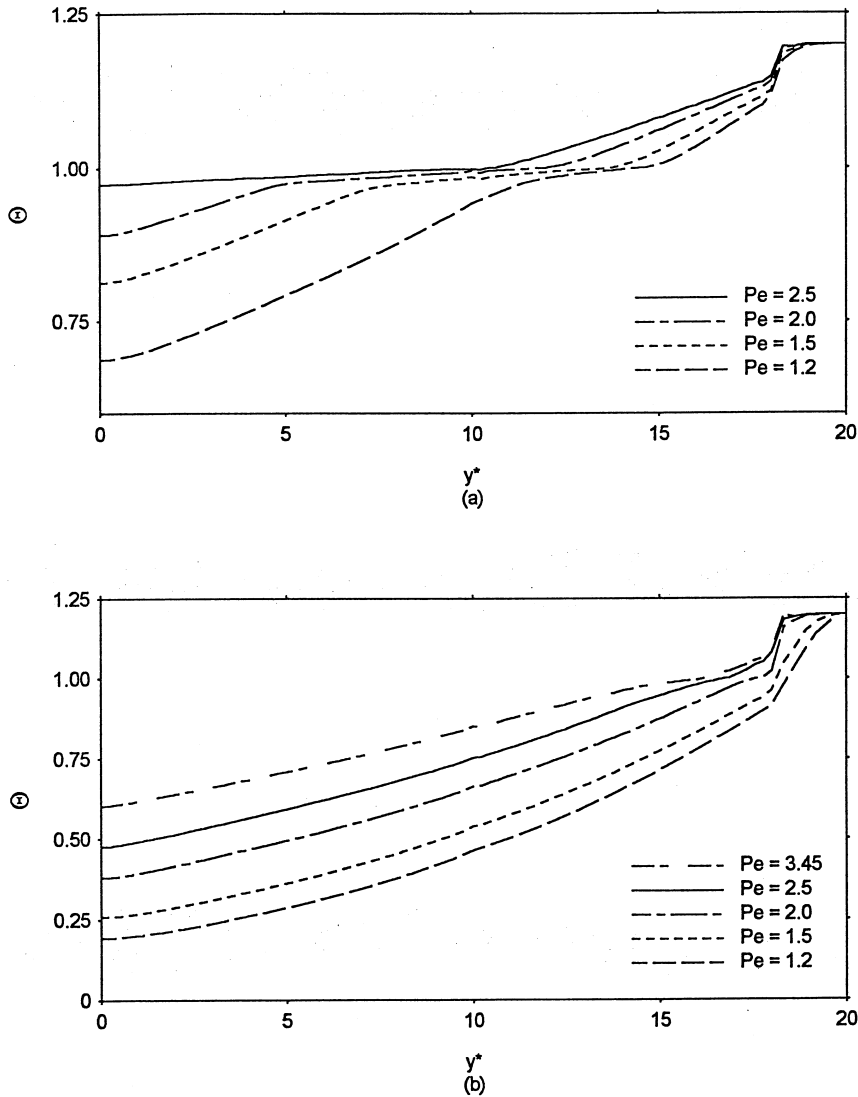 1.25
1.00
0.75
Θ
Pe = 2.5
Pe = 2.0
Pe = 1.5
Pe = 1.2
0 5 10 15 20
y*
(a)
1.25
1.00
0.75
0.50
0.25
0
Θ
Pe = 3.45
Pe = 2.5
Pe = 2.0
Pe = 1.5
Pe = 1.2
0 5 10 15 20
y*
(b)